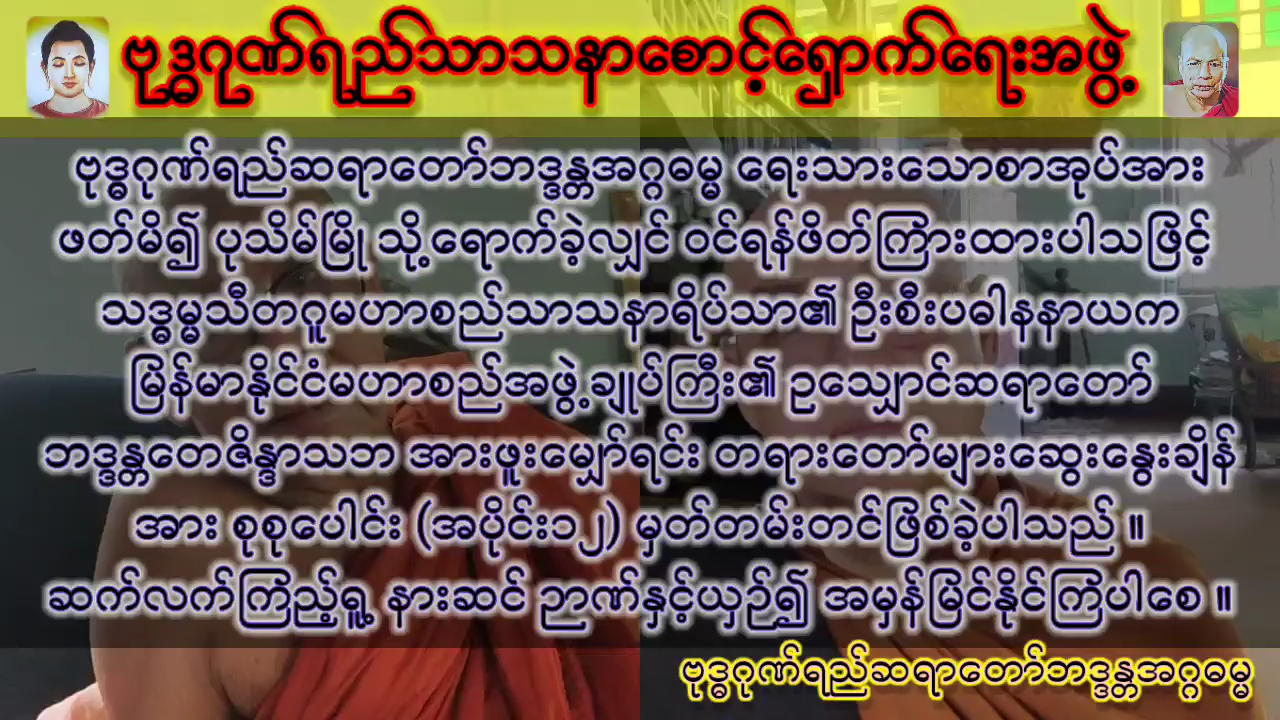 ဗုဒ္ဓဂုဏ်ရည်သာသနာစောင့်ရှောက်ရေးအဖွဲ့
ဗုဒ္ဓဂုဏ်ရည်ဆရာတော်ဘဒ္ဒန္တအဂ္ဂဓမ္မ ရေးသားသောစာအုပ်အား
ဖတ်မိ၍ ပုသိမ်မြို့ သို့ရောက်ခဲ့လျှင် ဝင်ရန်ဖိတ်ကြားထားပါသဖြင့်
သဒ္ဓမ္မသီတဂူမဟာစည်သာသနာရိပ်သာ၏ ဦးစီးပဓါနနာယက
မြန်မာနိုင်ငံမဟာစည်အဖွဲ့ချုပ်ကြီး၏ ဥသျှောင်ဆရာတော်
ဘဒ္ဒန္တတေဇိန္ဒာသဘ အားဖူးမျှော်ရင်း တရားတော်များဆွေးနွေးချိန်
အား စုစုပေါင်း (အပိုင်း၁၂) မှတ်တမ်းတင်ဖြစ်ခဲ့ပါသည် ။
ဆက်လက်ကြည့်ရှု့ နားဆင် ဉာဏ်နှင့်ယှဉ်၍ အမှန်မြင်နိုင်ကြပါစေ ။
ဗုဒ္ဓဂုဏ်ရည်ဆရာတော်ဘဒ္ဒန္တအဂ္ဂဓမ္မ